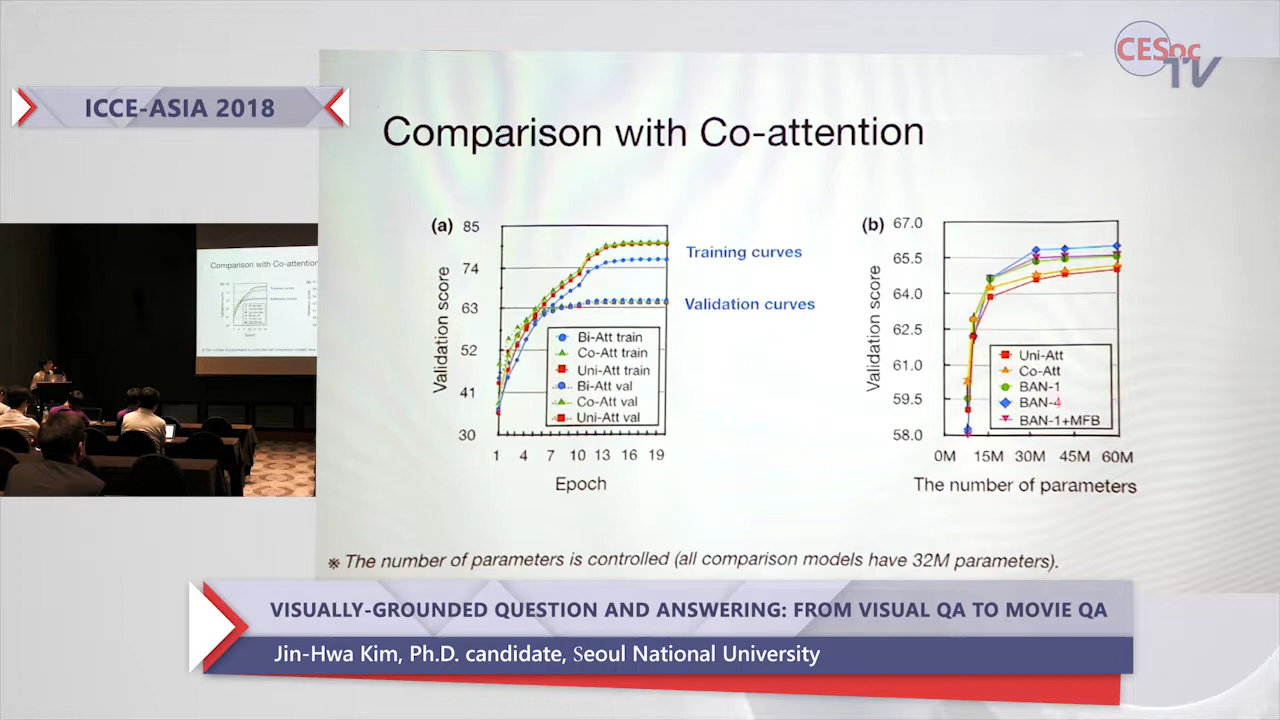 CESoc
TV
ICCE-ASIA 2018
Comparison with Co-attention
(a)
85
74
63
52
41
30
Validation score
1 4 7 10 13 16 19
Epoch
Training curves
Validation curves
Bi-Att train
Co-Att train
Uni-Att train
Bi-Att val
Co-Att val
Uni-Att val
(b)
67.0
65.5
64.0
62.5
61.0
59.5
58.0
Validation score
0M 15M 30M 45M 60M
The number of parameters
Uni-Att
Co-Att
BAN-1
BAN-4
BAN-1+MFB
※ The number of parameters is controlled (all comparison models have 32M parameters).
Comparison with Co-attention
VISUALLY-GROUNDED QUESTION AND ANSWERING: FROM VISUAL QA TO MOVIE QA
Jin-Hwa Kim, Ph.D. candidate, Seoul National University